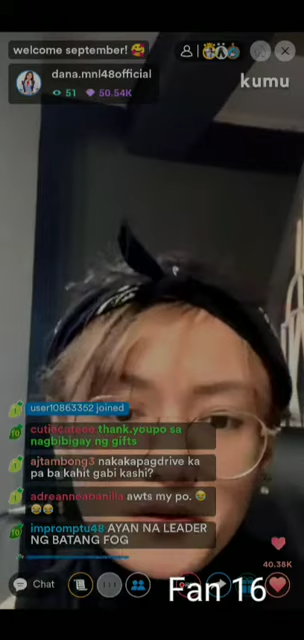 welcome september! 🥰
dana.mnl48official
51 50.54K
kumu
user10863352 joined
thank.youpo sa
nagbibigay ng gifts
ajtambong3 nakakapagdrive ka
pa ba kahit gabi kashi?
adreanneabanilla awts my po. 😢
😂😂
impromptu48 AYAN NA LEADER
NG BATANG FOG
40.38K
Chat
Fan 16